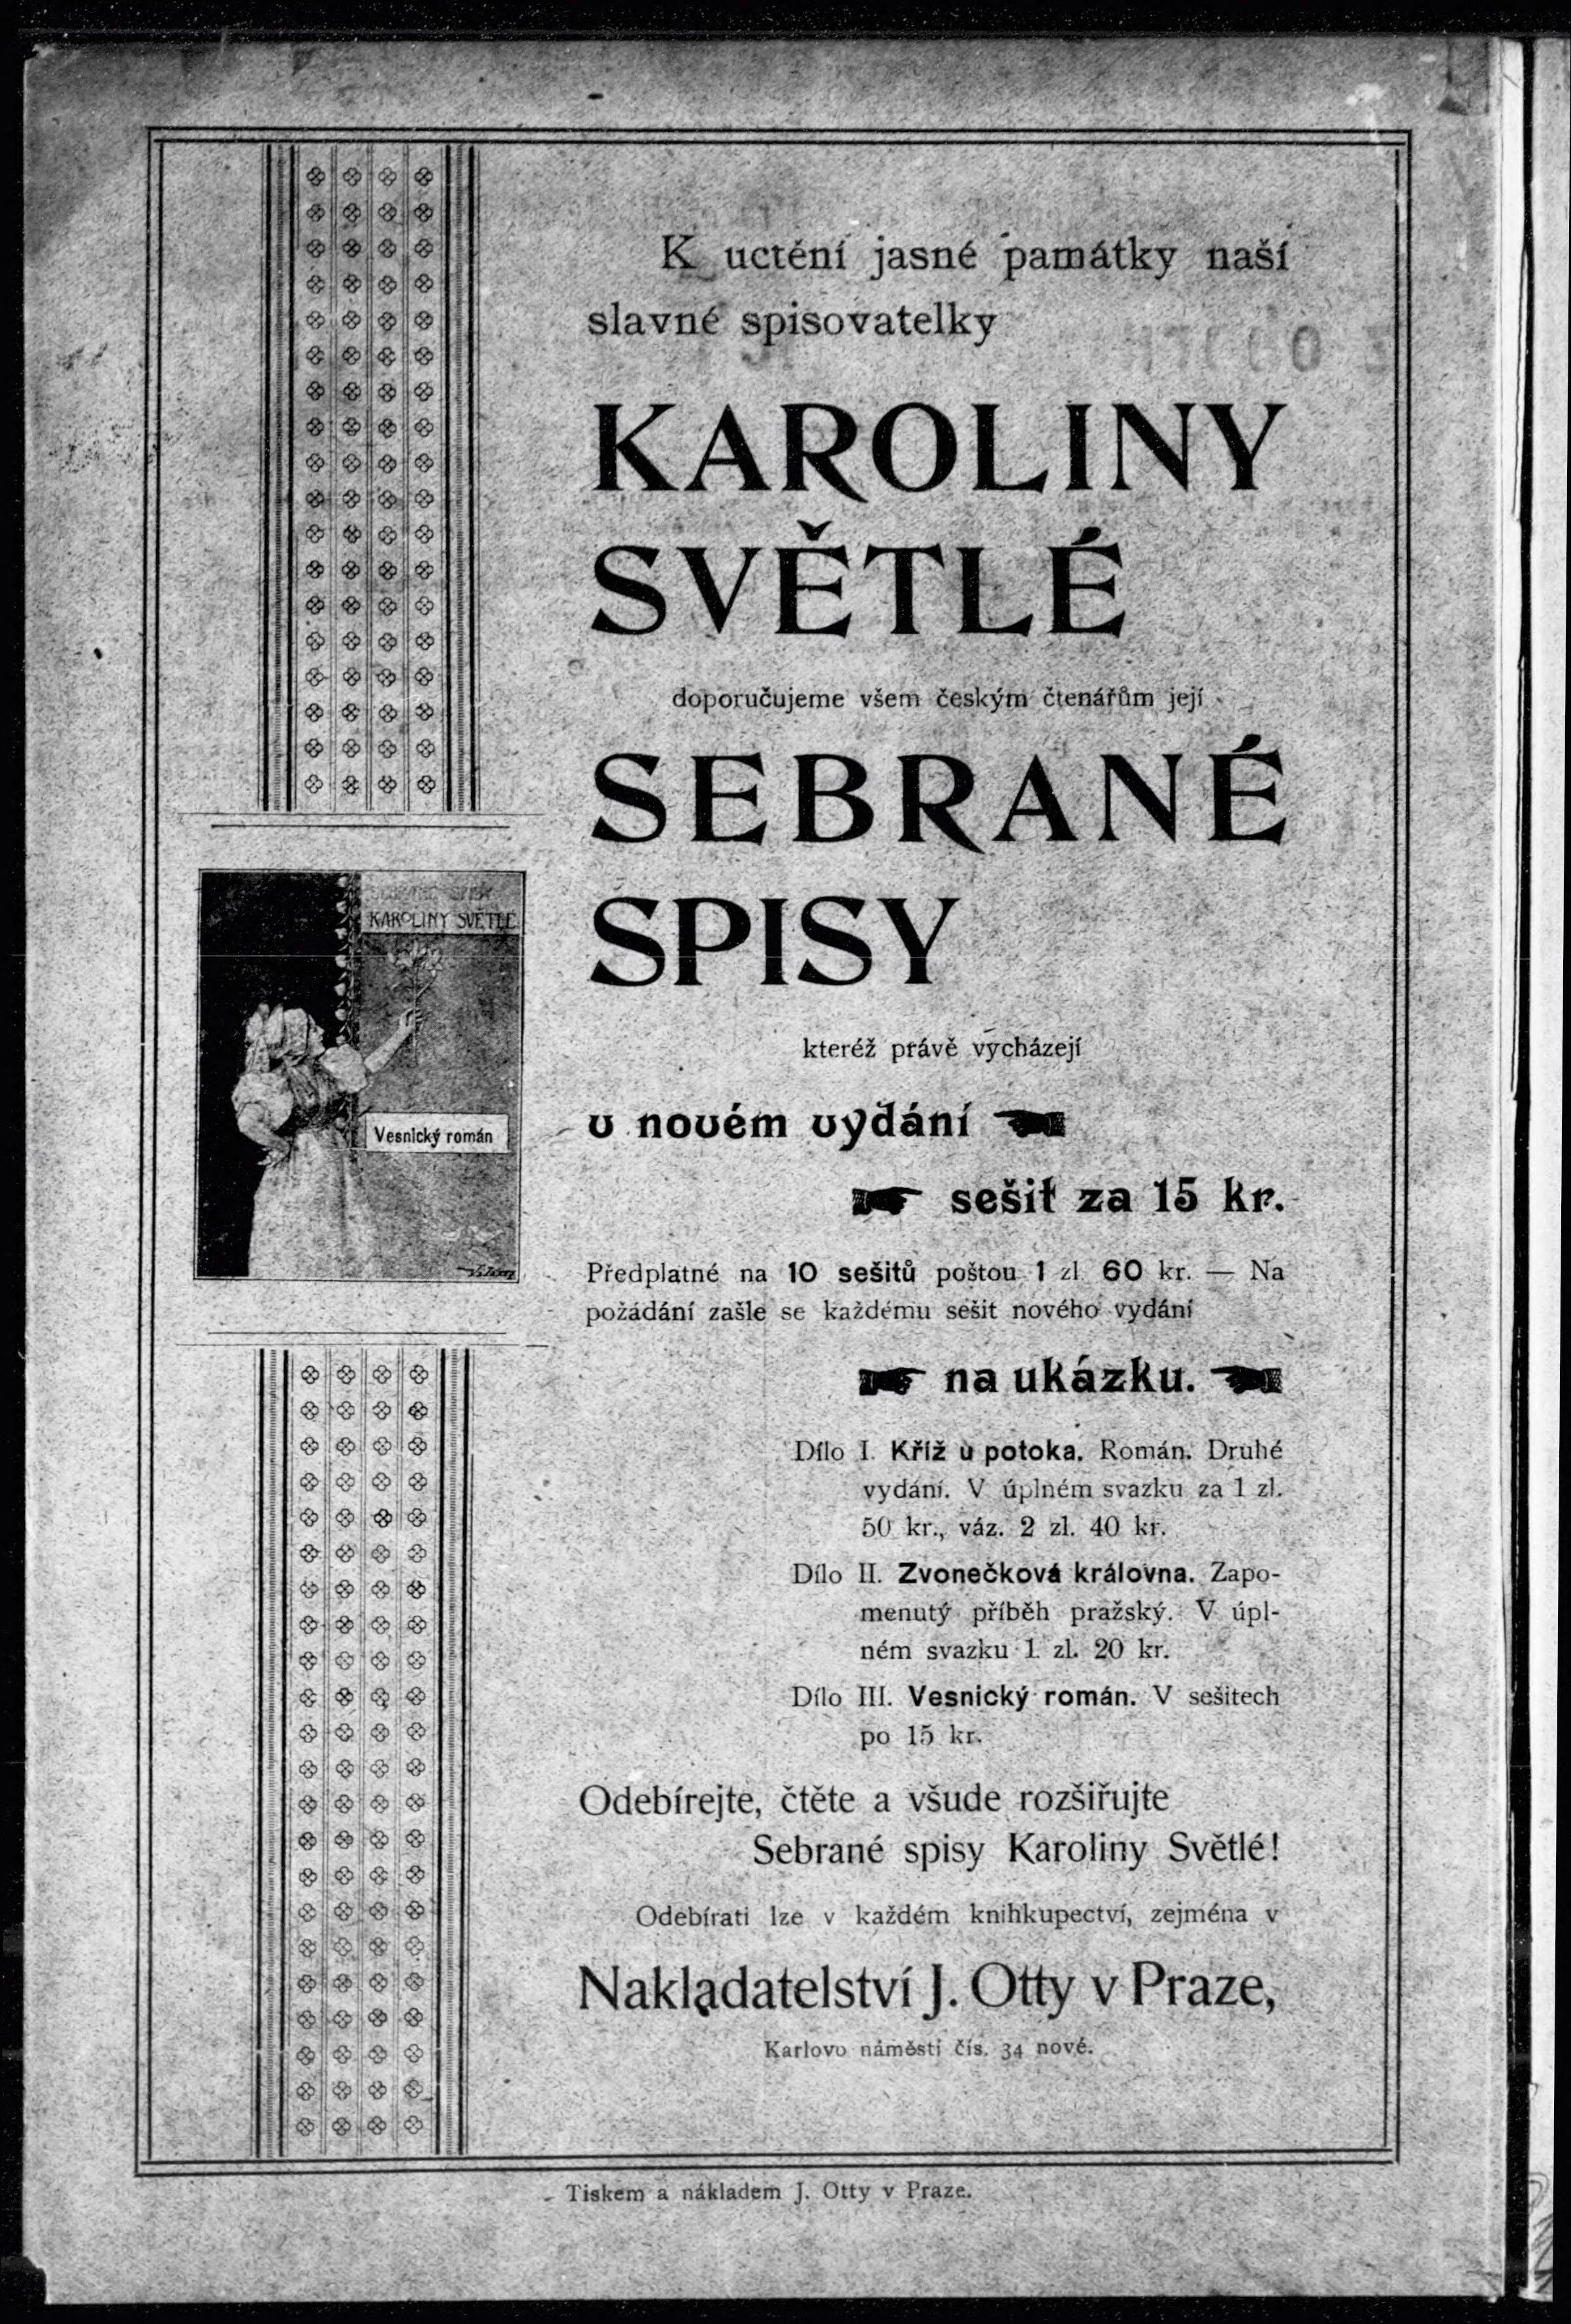 K uctění jasné památky naší
slavné spisovatelky
KAROLINY
SVĚTLÉ
doporučujeme všem českým čtenářům její
SEBRANÉ
SPISY
SEBRANÉ SPISY
KAROLINY SVĚTLÉ
Vesnický román
kteréž právě vycházejí
v novém vydání
sešit za 15 kr.
Předplatné na 10 sešitů poštou 1 zl 60 kr. — Na
požádání zašle se každému sešit nového vydání
na ukázku.
Dílo I. Kříž u potoka. Román. Druhé
vydání. V úplném svazku za 1 zl.
50 kr., váz. 2 zl. 40 kr.
Dílo II. Zvonečková královna. Zapo-
menutý příběh pražský. V úpl-
ném svazku 1 zl. 20 kr.
Dílo III. Vesnický román. V sešitech
po 15 kr.
Odebírejte, čtěte a všude rozšiřujte
Sebrané spisy Karoliny Světlé!
Odebírati lze v každém knihkupectví, zejména v
Nakladatelství J. Otty v Praze,
Karlovo náměstí čís. 34 nové.
Tiskem a nákladem J. Otty v Praze.